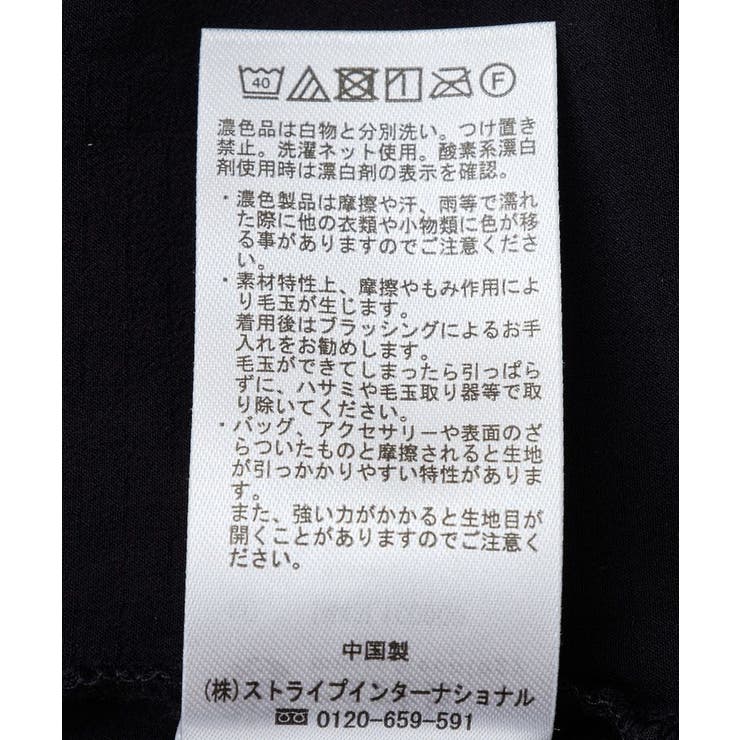 40 F
濃色品は白物と分別洗い。つけ置き
禁止。洗濯ネット使用。酸素系漂白
剤使用時は漂白剤の表示を確認。
・濃色製品は摩擦や汗、雨等で濡れ
た際に他の衣類や小物類に色が移
る事がありますのでご注意くださ
い。
・素材特性上、摩擦やもみ作用によ
り毛玉が生じます。
着用後はブラッシングによるお手
入れをお勧めします。
毛玉ができてしまったら引っぱら
ずに、ハサミや毛玉取り器等で取
り除いてください。
・バッグ、アクセサリーや表面のざ
らついたものと摩擦されると生地
が引っかかりやすい特性がありま
す。
また、強い力がかかると生地目が
開くことがありますのでご注意く
ださい。
中国製
(株)ストライプインターナショナル
0120-659-591